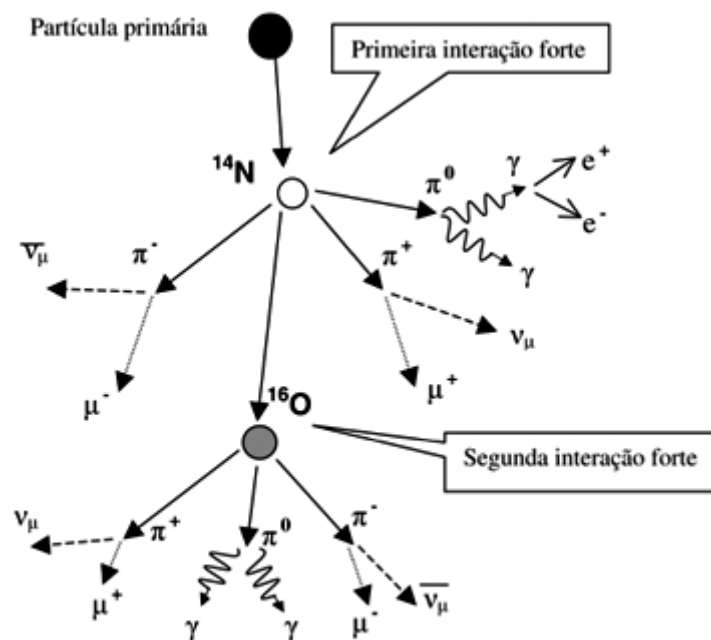 Partícula primária
Primeira interação forte
¹⁴N
π⁰
γ
e⁺
e⁻
γ
π⁻
ν̅μ
π⁺
νμ
μ⁻
μ⁺
¹⁶O
Segunda interação forte
νμ
π⁺
π⁰
π⁻
μ⁺
γ
γ
μ⁻
ν̅μ